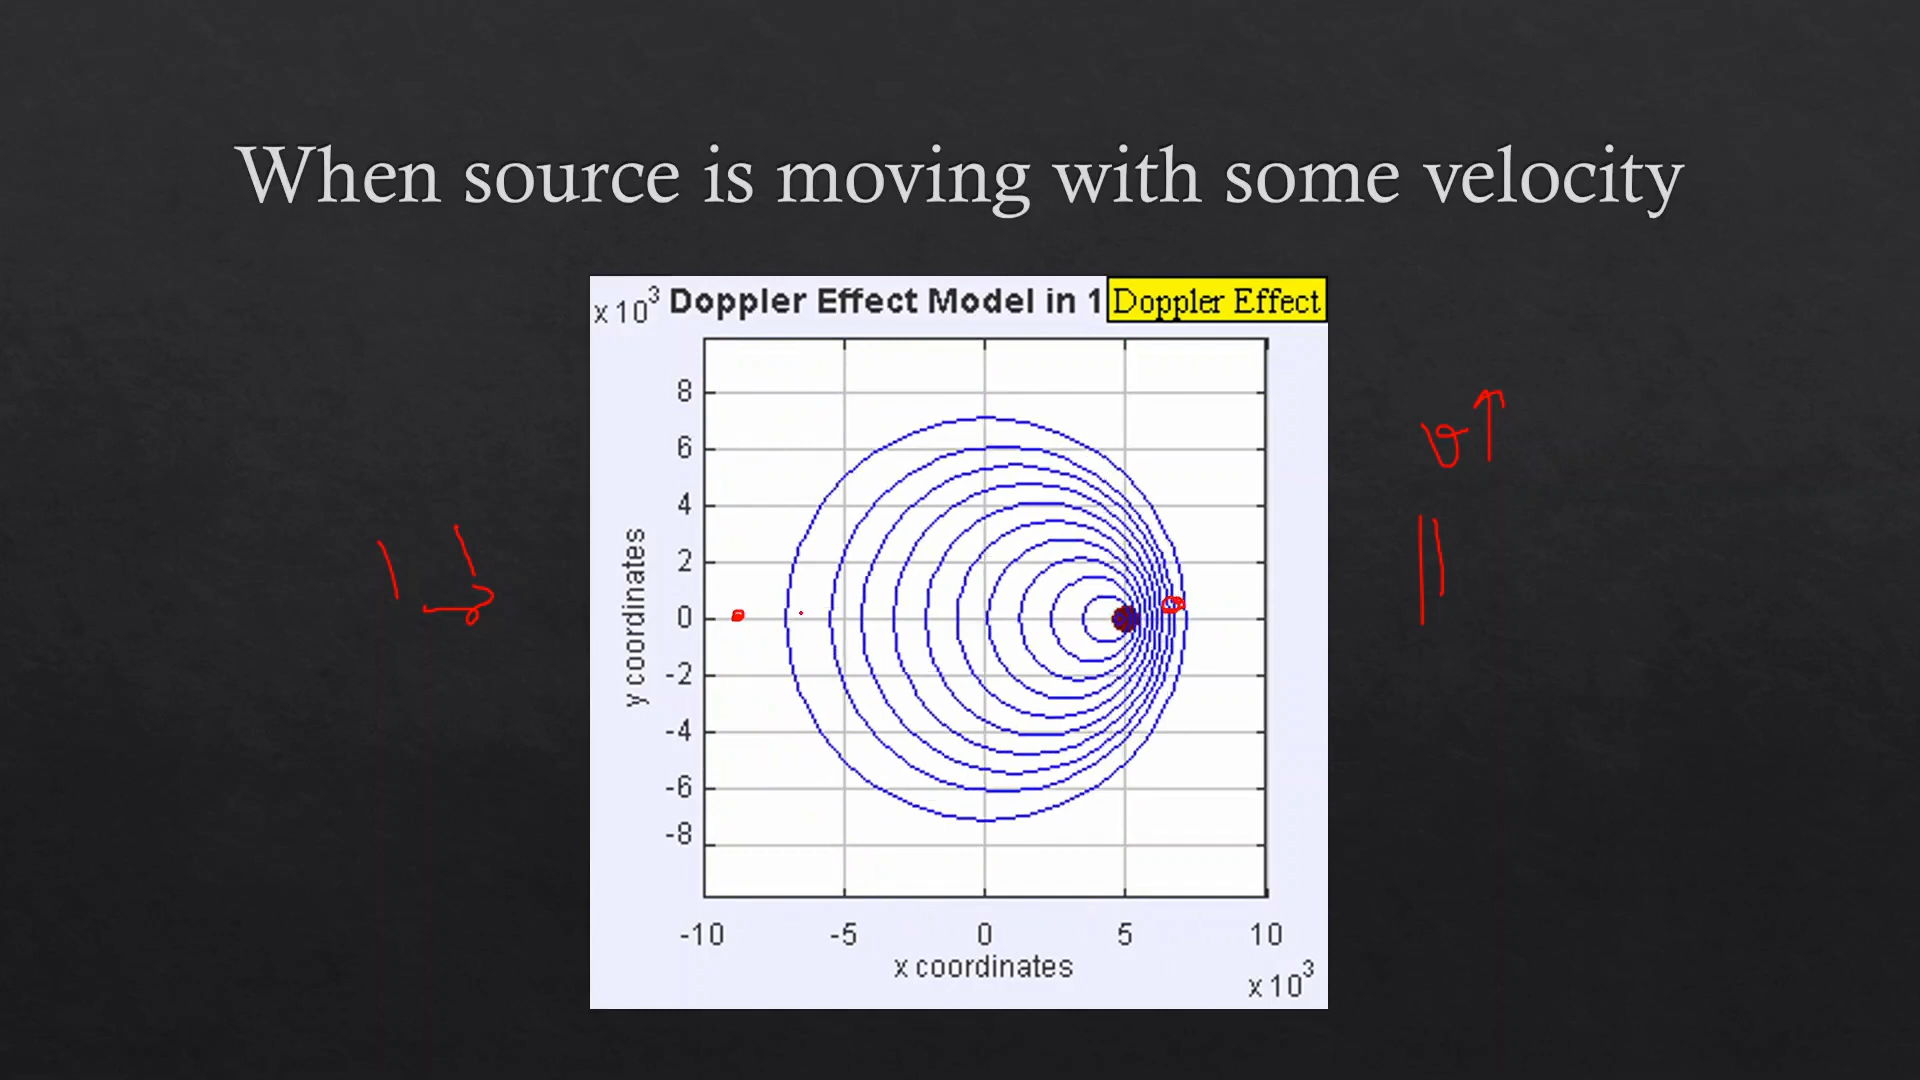 When source is moving with some velocity
x 10³ Doppler Effect Model in 1 Doppler Effect
8
6
4
2
0
-2
-4
-6
-8
y coordinates
-10 -5 0 5 10
x coordinates
x 10³